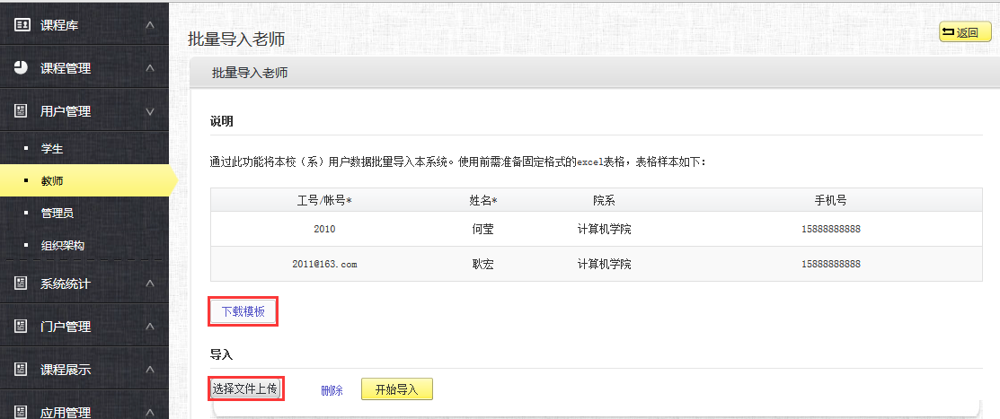 课程库
课程管理
用户管理
学生
教师
管理员
组织架构
系统统计
门户管理
课程展示
应用管理
批量导入老师
返回
批量导入老师
说明
通过此功能将本校（系）用户数据批量导入本系统。使用前需准备固定格式的excel表格，表格样本如下：
工号/帐号* 姓名* 院系 手机号
2010 何莹 计算机学院 15888888888
2011@163.com 耿宏 计算机学院 15888888888
下载模板
导入
选择文件上传 删除 开始导入